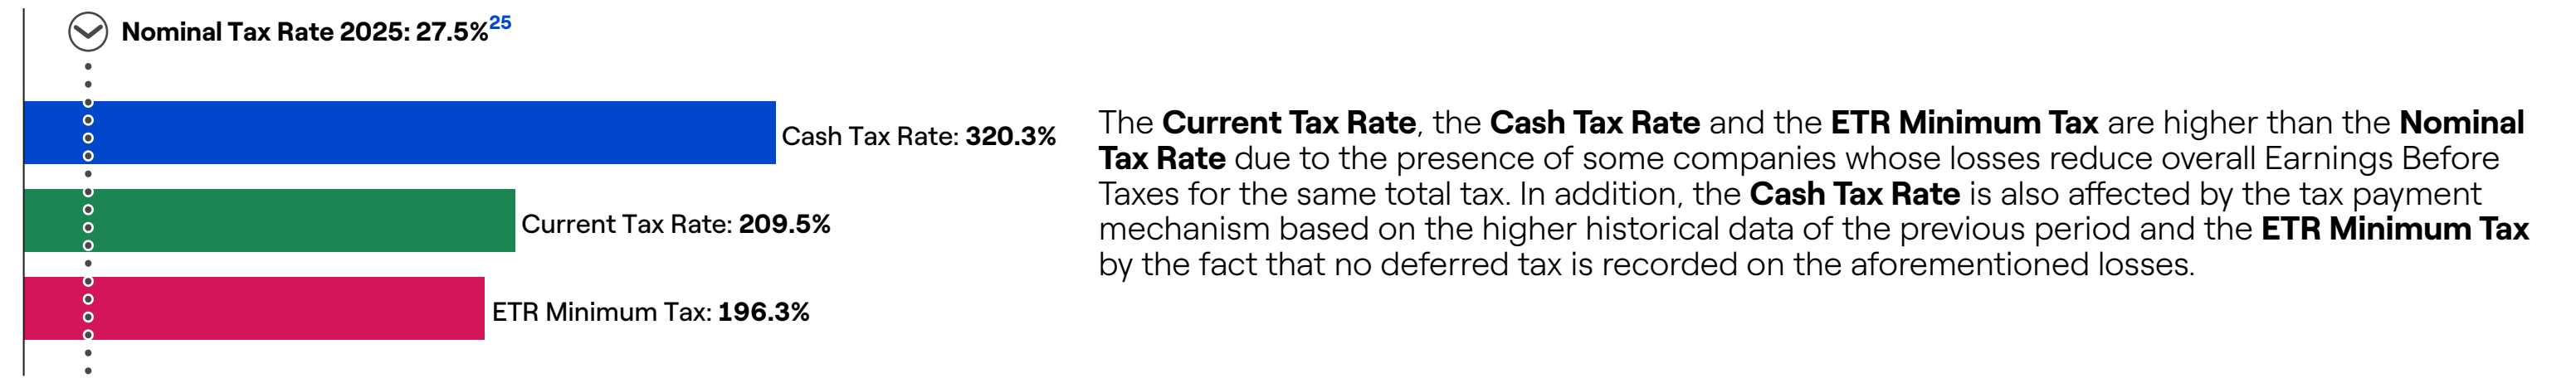 Nominal Tax Rate 2025: 27.5%25
Cash Tax Rate: 320.3%
Current Tax Rate: 209.5%
ETR Minimum Tax: 196.3%
The Current Tax Rate, the Cash Tax Rate and the ETR Minimum Tax are higher than the Nominal
Tax Rate due to the presence of some companies whose losses reduce overall Earnings Before
Taxes for the same total tax. In addition, the Cash Tax Rate is also affected by the tax payment
mechanism based on the higher historical data of the previous period and the ETR Minimum Tax
by the fact that no deferred tax is recorded on the aforementioned losses.